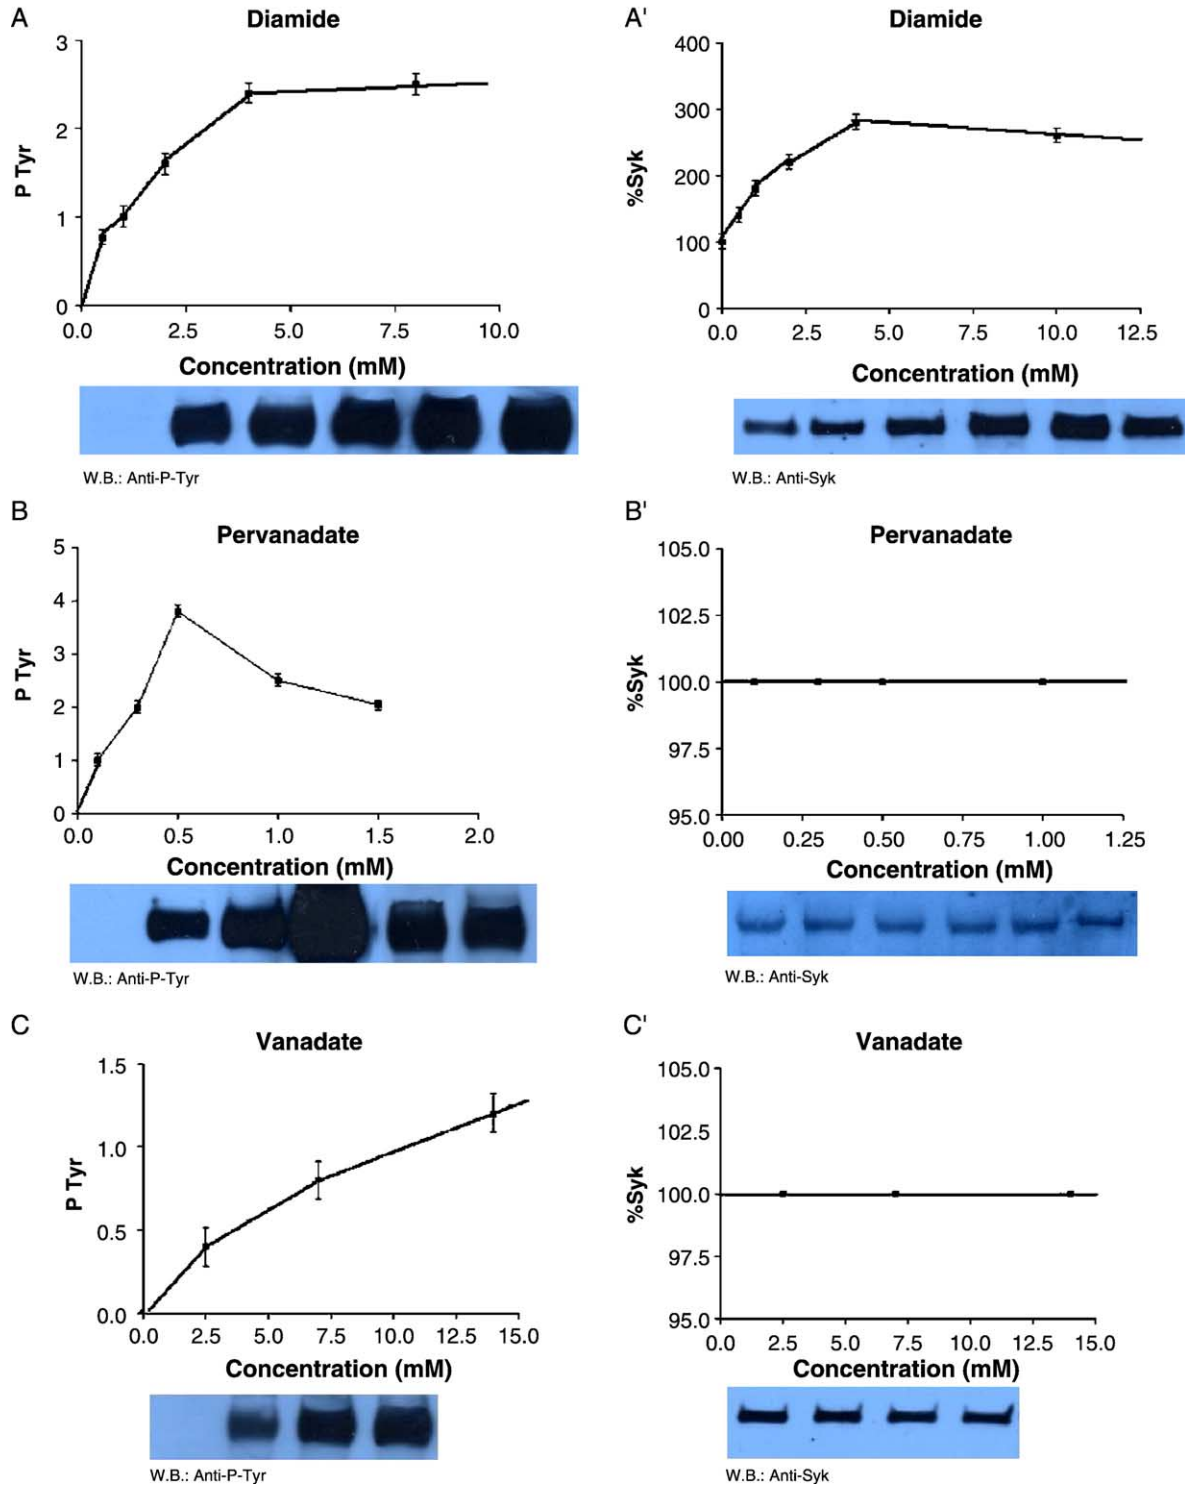 A
Diamide
3
2
1
0
P Tyr
0.0 2.5 5.0 7.5 10.0
Concentration (mM)
W.B.: Anti-P-Tyr
A'
Diamide
400
300
200
100
0
%Syk
0.0 2.5 5.0 7.5 10.0 12.5
Concentration (mM)
W.B.: Anti-Syk
B
Pervanadate
5
4
3
2
1
0
P Tyr
0.0 0.5 1.0 1.5 2.0
Concentration (mM)
W.B.: Anti-P-Tyr
B'
Pervanadate
105.0
102.5
100.0
97.5
95.0
%Syk
0.00 0.25 0.50 0.75 1.00 1.25
Concentration (mM)
W.B.: Anti-Syk
C
Vanadate
1.5
1.0
0.5
0.0
P Tyr
0.0 2.5 5.0 7.5 10.0 12.5 15.0
Concentration (mM)
W.B.: Anti-P-Tyr
C'
Vanadate
105.0
102.5
100.0
97.5
95.0
%Syk
0.0 2.5 5.0 7.5 10.0 12.5 15.0
Concentration (mM)
W.B.: Anti-Syk